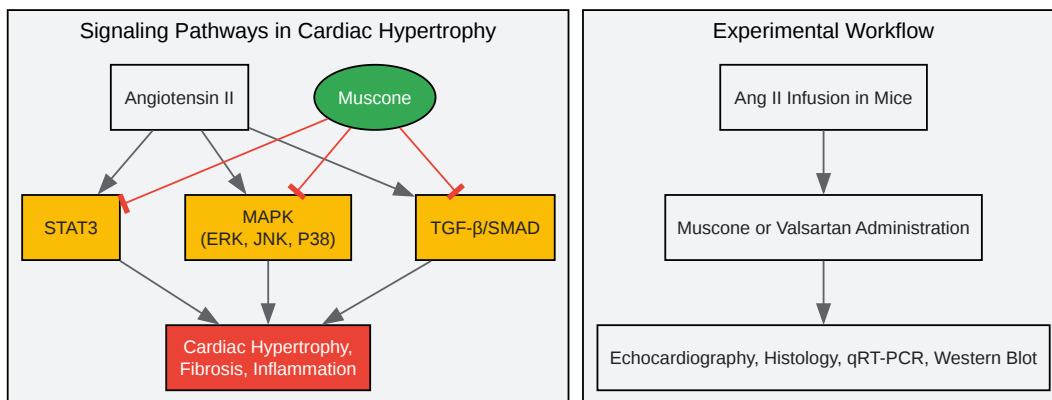 Signaling Pathways in Cardiac Hypertrophy
Angiotensin II
Muscone
STAT3
MAPK
(ERK, JNK, P38)
TGF-β/SMAD
Cardiac Hypertrophy,
Fibrosis, Inflammation
Experimental Workflow
Ang II Infusion in Mice
Muscone or Valsartan Administration
Echocardiography, Histology, qRT-PCR, Western Blot